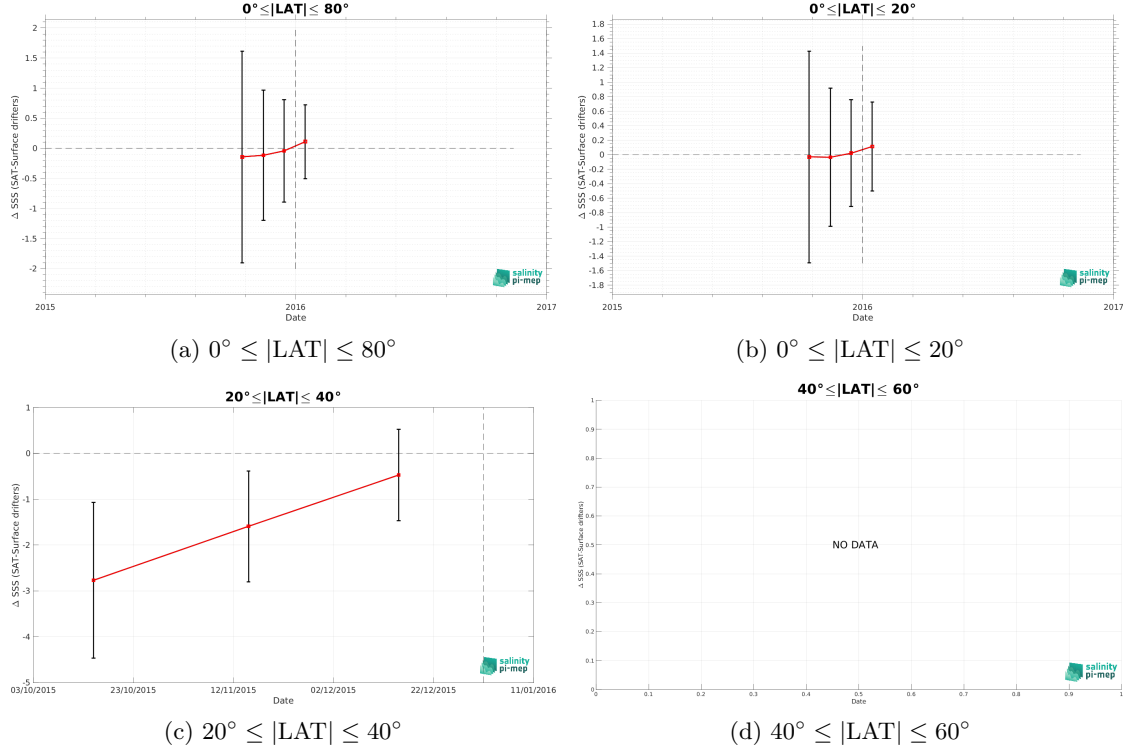 0°≤|LAT|≤ 80°
2
1.5
1
0.5
0
-0.5
-1
-1.5
-2
Δ SSS (SAT-Surface drifters)
2015
2016
2017
Date
salinity
pi-mep
(a) 0° ≤ |LAT| ≤ 80°
0°≤|LAT|≤ 20°
1.8
1.6
1.4
1.2
1
0.8
0.6
0.4
0.2
0
-0.2
-0.4
-0.6
-0.8
-1
-1.2
-1.4
-1.6
-1.8
Δ SSS (SAT-Surface drifters)
2015
2016
2017
Date
salinity
pi-mep
(b) 0° ≤ |LAT| ≤ 20°
20°≤|LAT|≤ 40°
1
0
-1
-2
-3
-4
-5
Δ SSS (SAT-Surface drifters)
03/10/2015
23/10/2015
12/11/2015
02/12/2015
22/12/2015
11/01/2016
Date
salinity
pi-mep
(c) 20° ≤ |LAT| ≤ 40°
40°≤|LAT|≤ 60°
1
0.9
0.8
0.7
0.6
0.5
0.4
0.3
0.2
0.1
0
Δ SSS (SAT-Surface drifters)
NO DATA
0
0.1
0.2
0.3
0.4
0.5
0.6
0.7
0.8
0.9
1
Date
salinity
pi-mep
(d) 40° ≤ |LAT| ≤ 60°